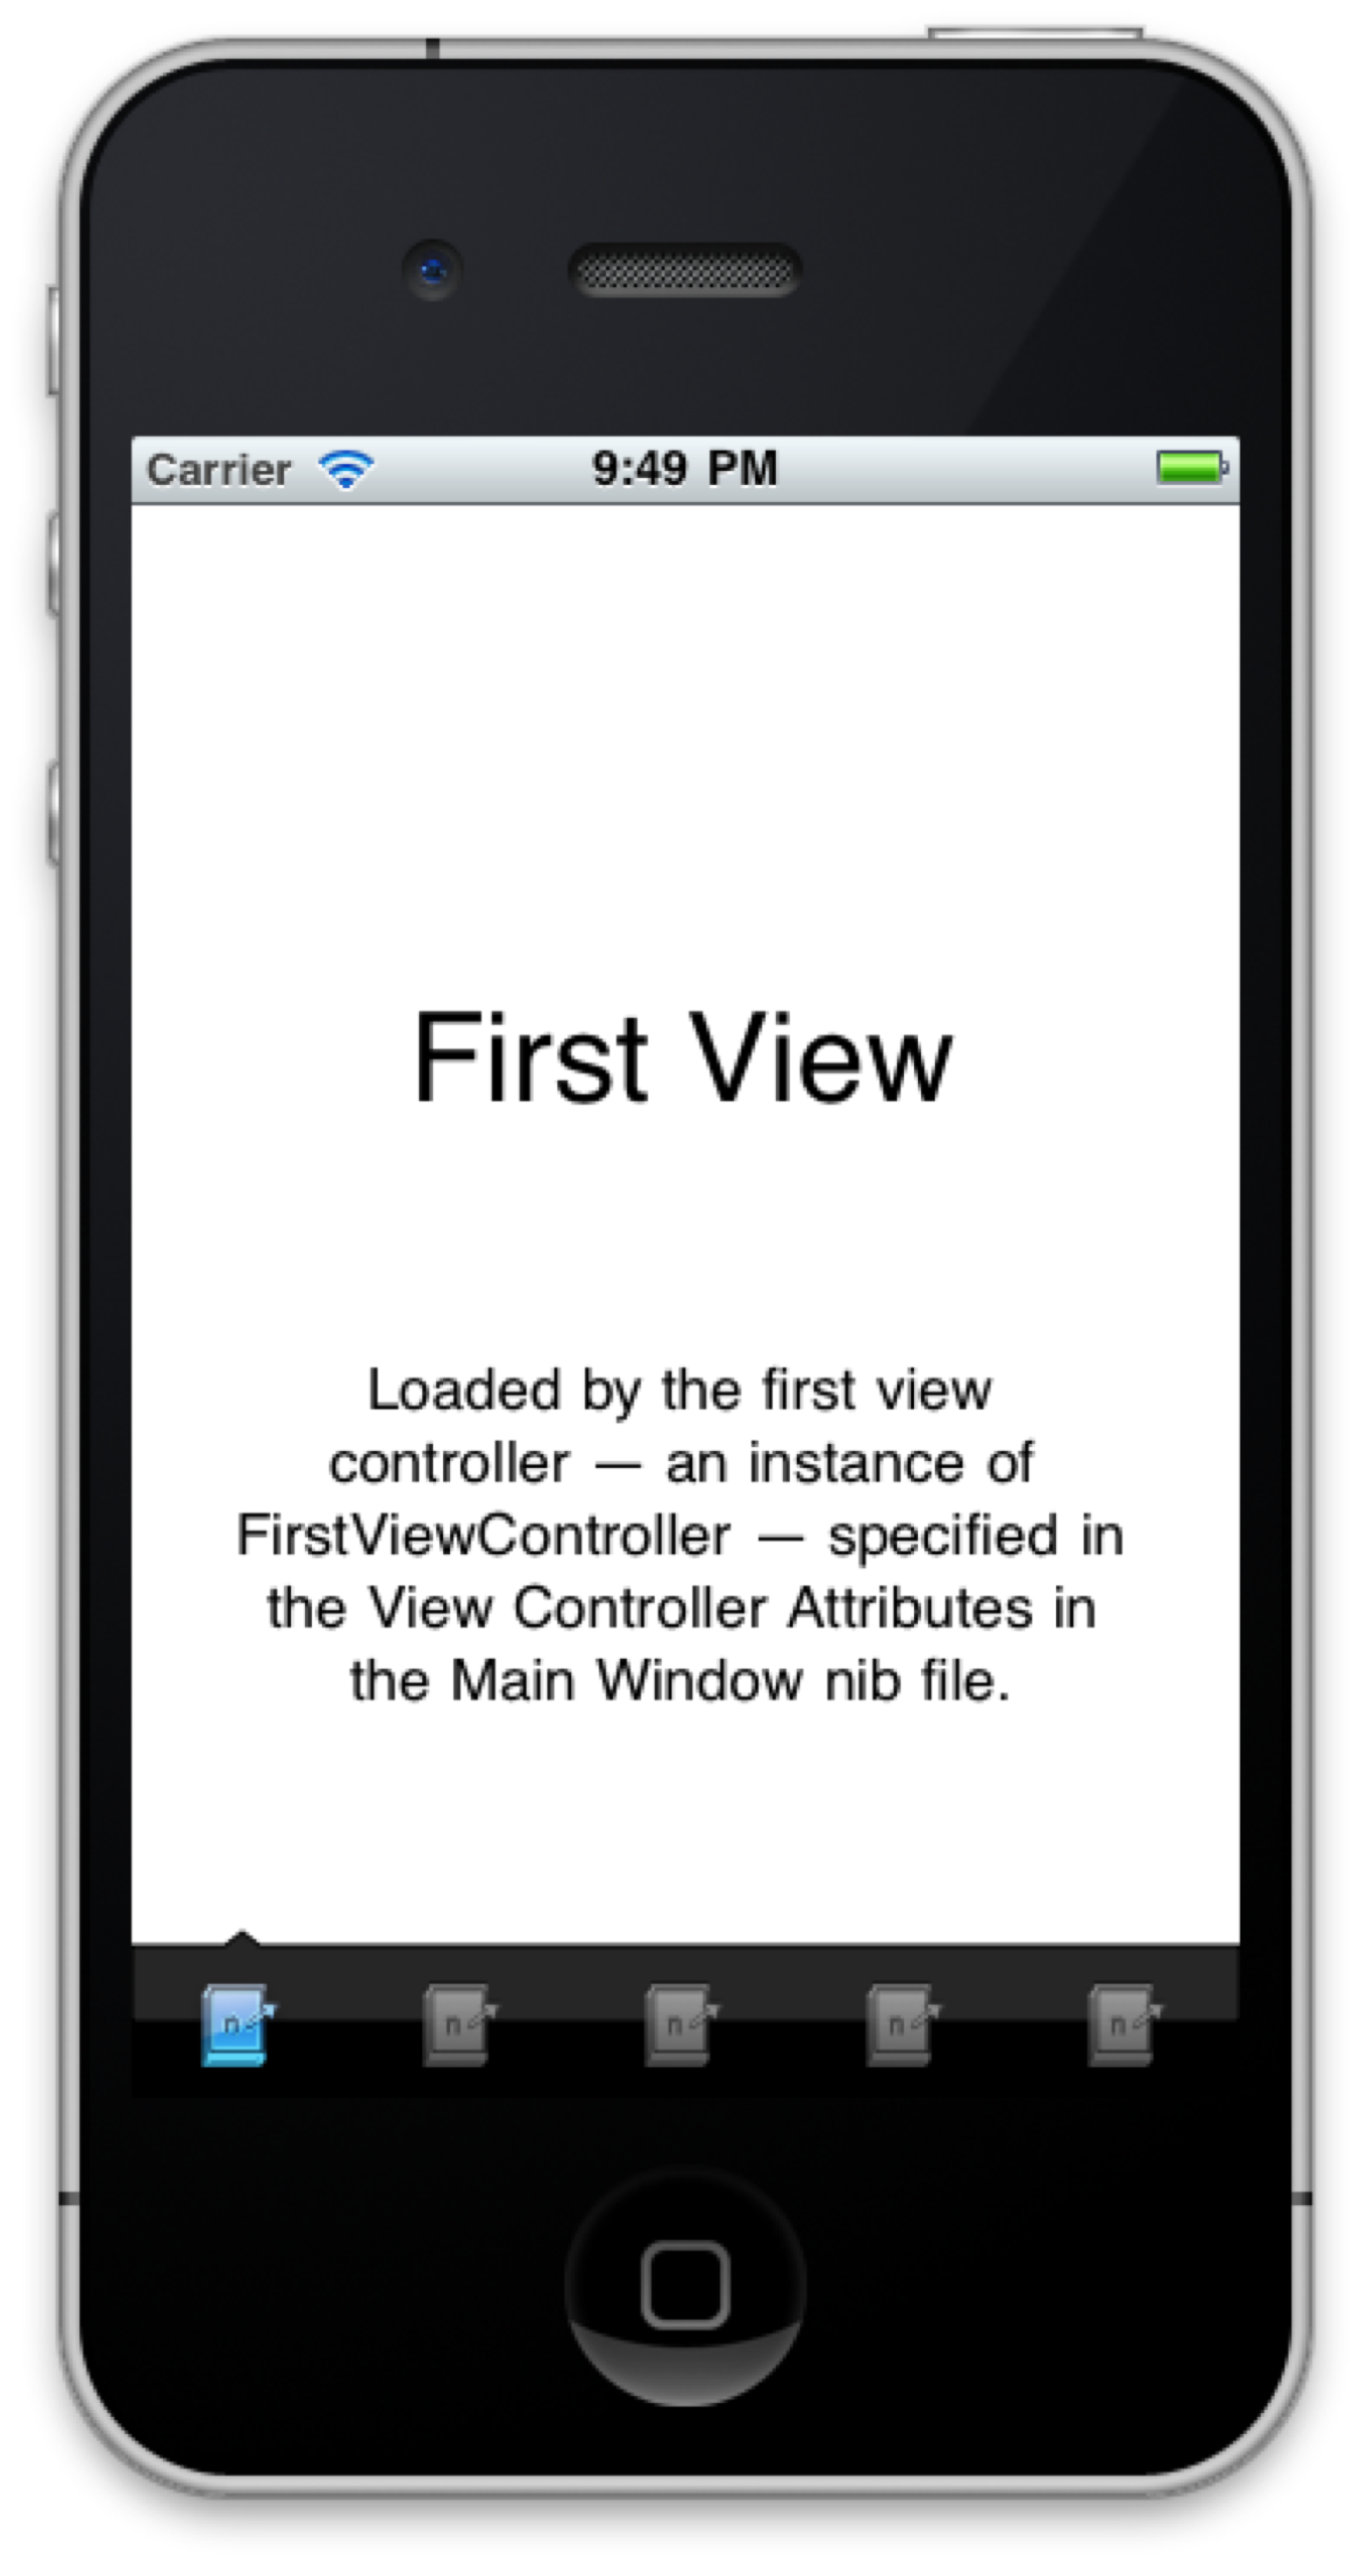 Carrier 9:49 PM
First View
Loaded by the first view
controller — an instance of
FirstViewController — specified in
the View Controller Attributes in
the Main Window nib file.
n n n n n